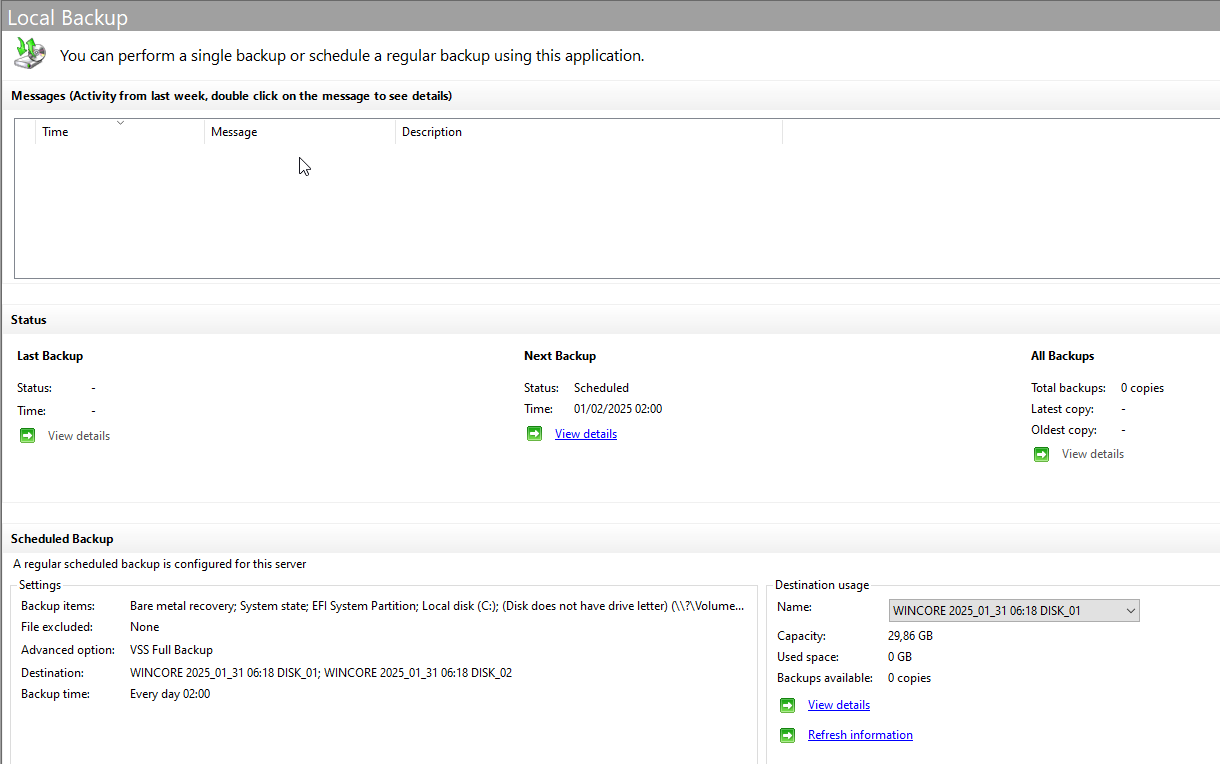 Local Backup
You can perform a single backup or schedule a regular backup using this application.
Messages (Activity from last week, double click on the message to see details)
Time Message Description
Status
Last Backup
Status: -
Time: -
View details
Next Backup
Status: Scheduled
Time: 01/02/2025 02:00
View details
All Backups
Total backups: 0 copies
Latest copy: -
Oldest copy: -
View details
Scheduled Backup
A regular scheduled backup is configured for this server
Settings
Backup items: Bare metal recovery; System state; EFI System Partition; Local disk (C:); (Disk does not have drive letter) (\\?\Volume...
File excluded: None
Advanced option: VSS Full Backup
Destination: WINCORE 2025_01_31 06:18 DISK_01; WINCORE 2025_01_31 06:18 DISK_02
Backup time: Every day 02:00
Destination usage
Name: WINCORE 2025_01_31 06:18 DISK_01
Capacity: 29,86 GB
Used space: 0 GB
Backups available: 0 copies
View details
Refresh information